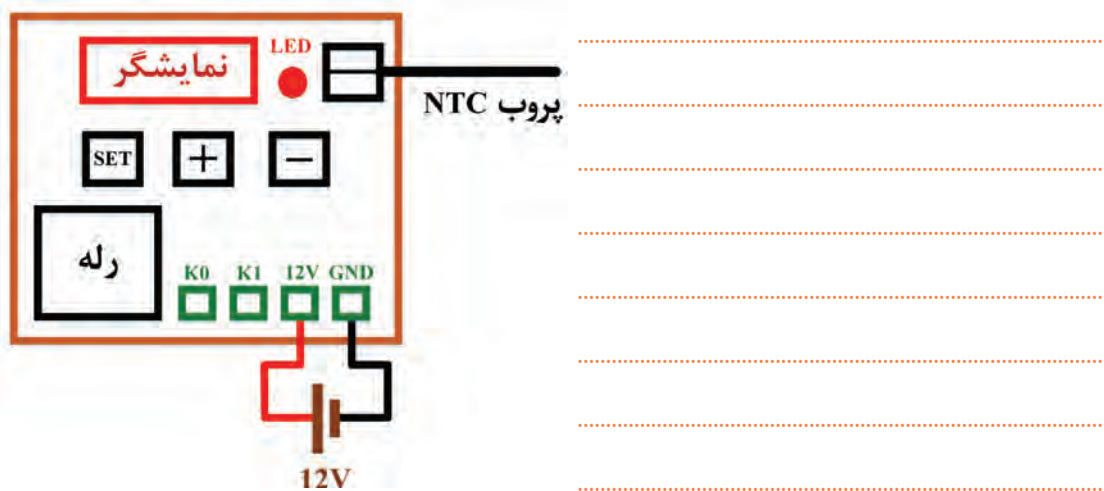 نمایشگر
LED
پروب NTC
SET + −
رله
K0 K1 12V GND
12V